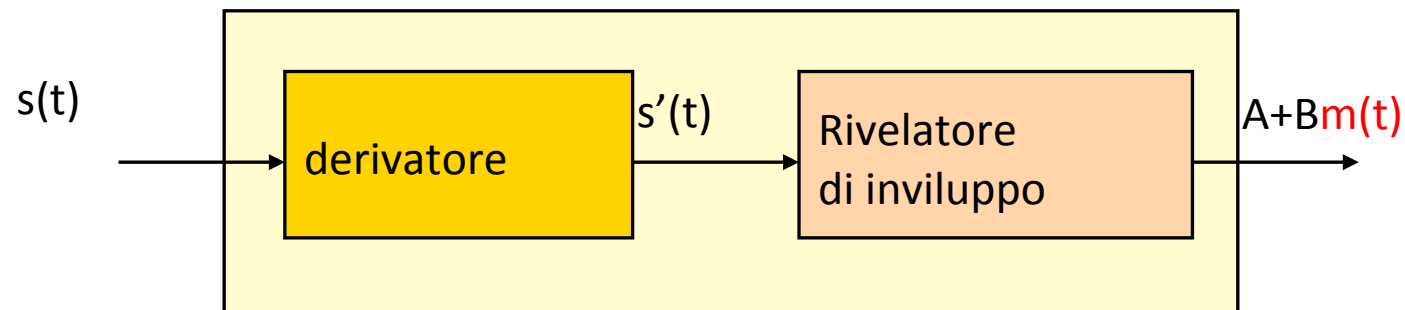 s(t)
derivatore
s’(t)
Rivelatore
di inviluppo
A+Bm(t)